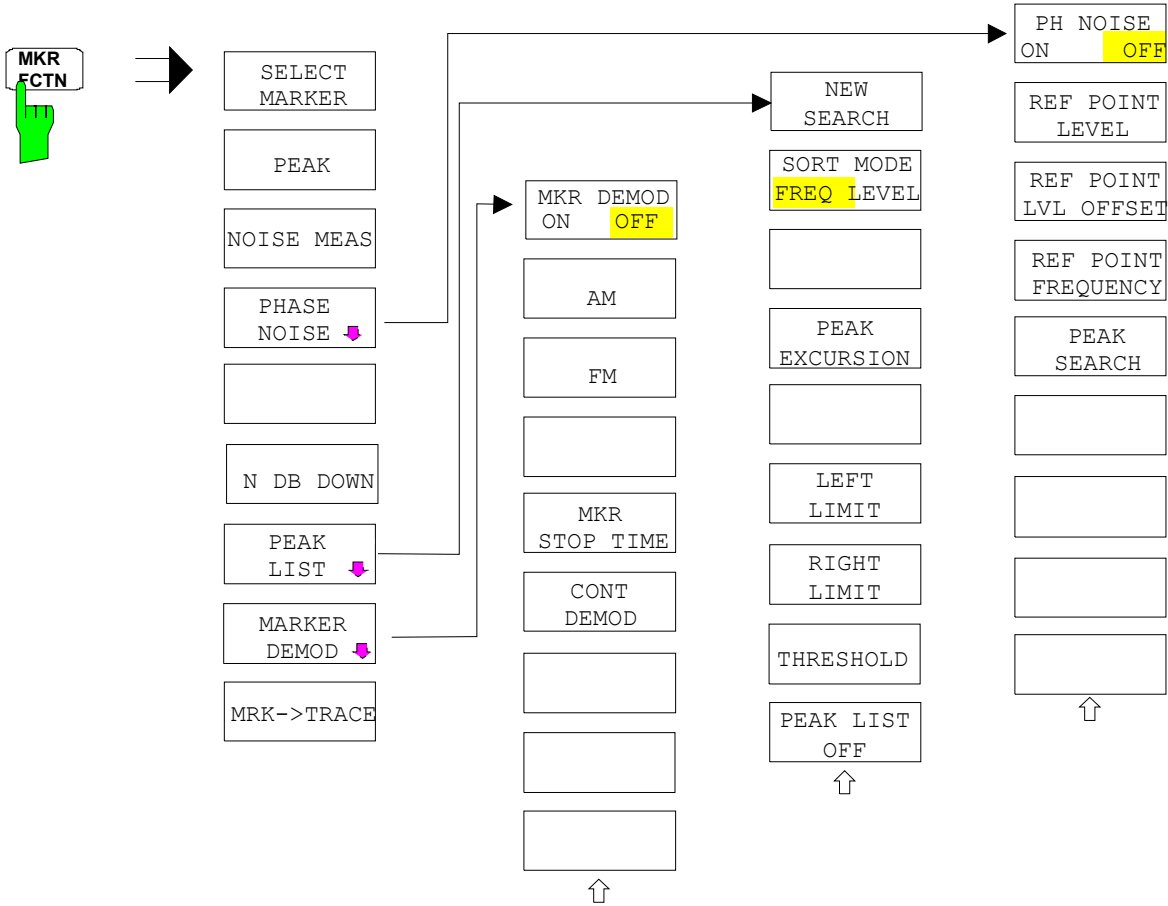 MKR
FCTN
SELECT
MARKER
PEAK
NOISE MEAS
PHASE
NOISE
N DB DOWN
PEAK
LIST
MARKER
DEMOD
MRK->TRACE
MKR DEMOD
ON OFF
AM
FM
MKR
STOP TIME
CONT
DEMOD
NEW
SEARCH
SORT MODE
FREQ LEVEL
PEAK
EXCURSION
LEFT
LIMIT
RIGHT
LIMIT
THRESHOLD
PEAK LIST
OFF
PH NOISE
ON OFF
REF POINT
LEVEL
REF POINT
LVL OFFSET
REF POINT
FREQUENCY
PEAK
SEARCH